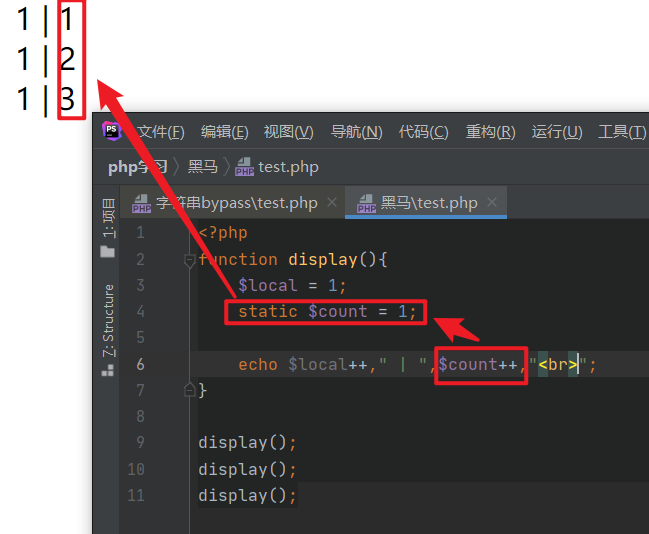 1 | 1
1 | 2
1 | 3
PS 文件(F) 编辑(E) 视图(V) 导航(N) 代码(C) 重构(R) 运行(U) 工具(T)
php学习 〉 黑马 〉 test.php
字符串bypass\test.php × 黑马\test.php ×
1: 项目
7: Structure
1 <?php
2 function display(){
3 $local = 1;
4 static $count = 1;
5
6 echo $local++," | ",$count++,"<br>";
7 }
8
9 display();
10 display();
11 display();